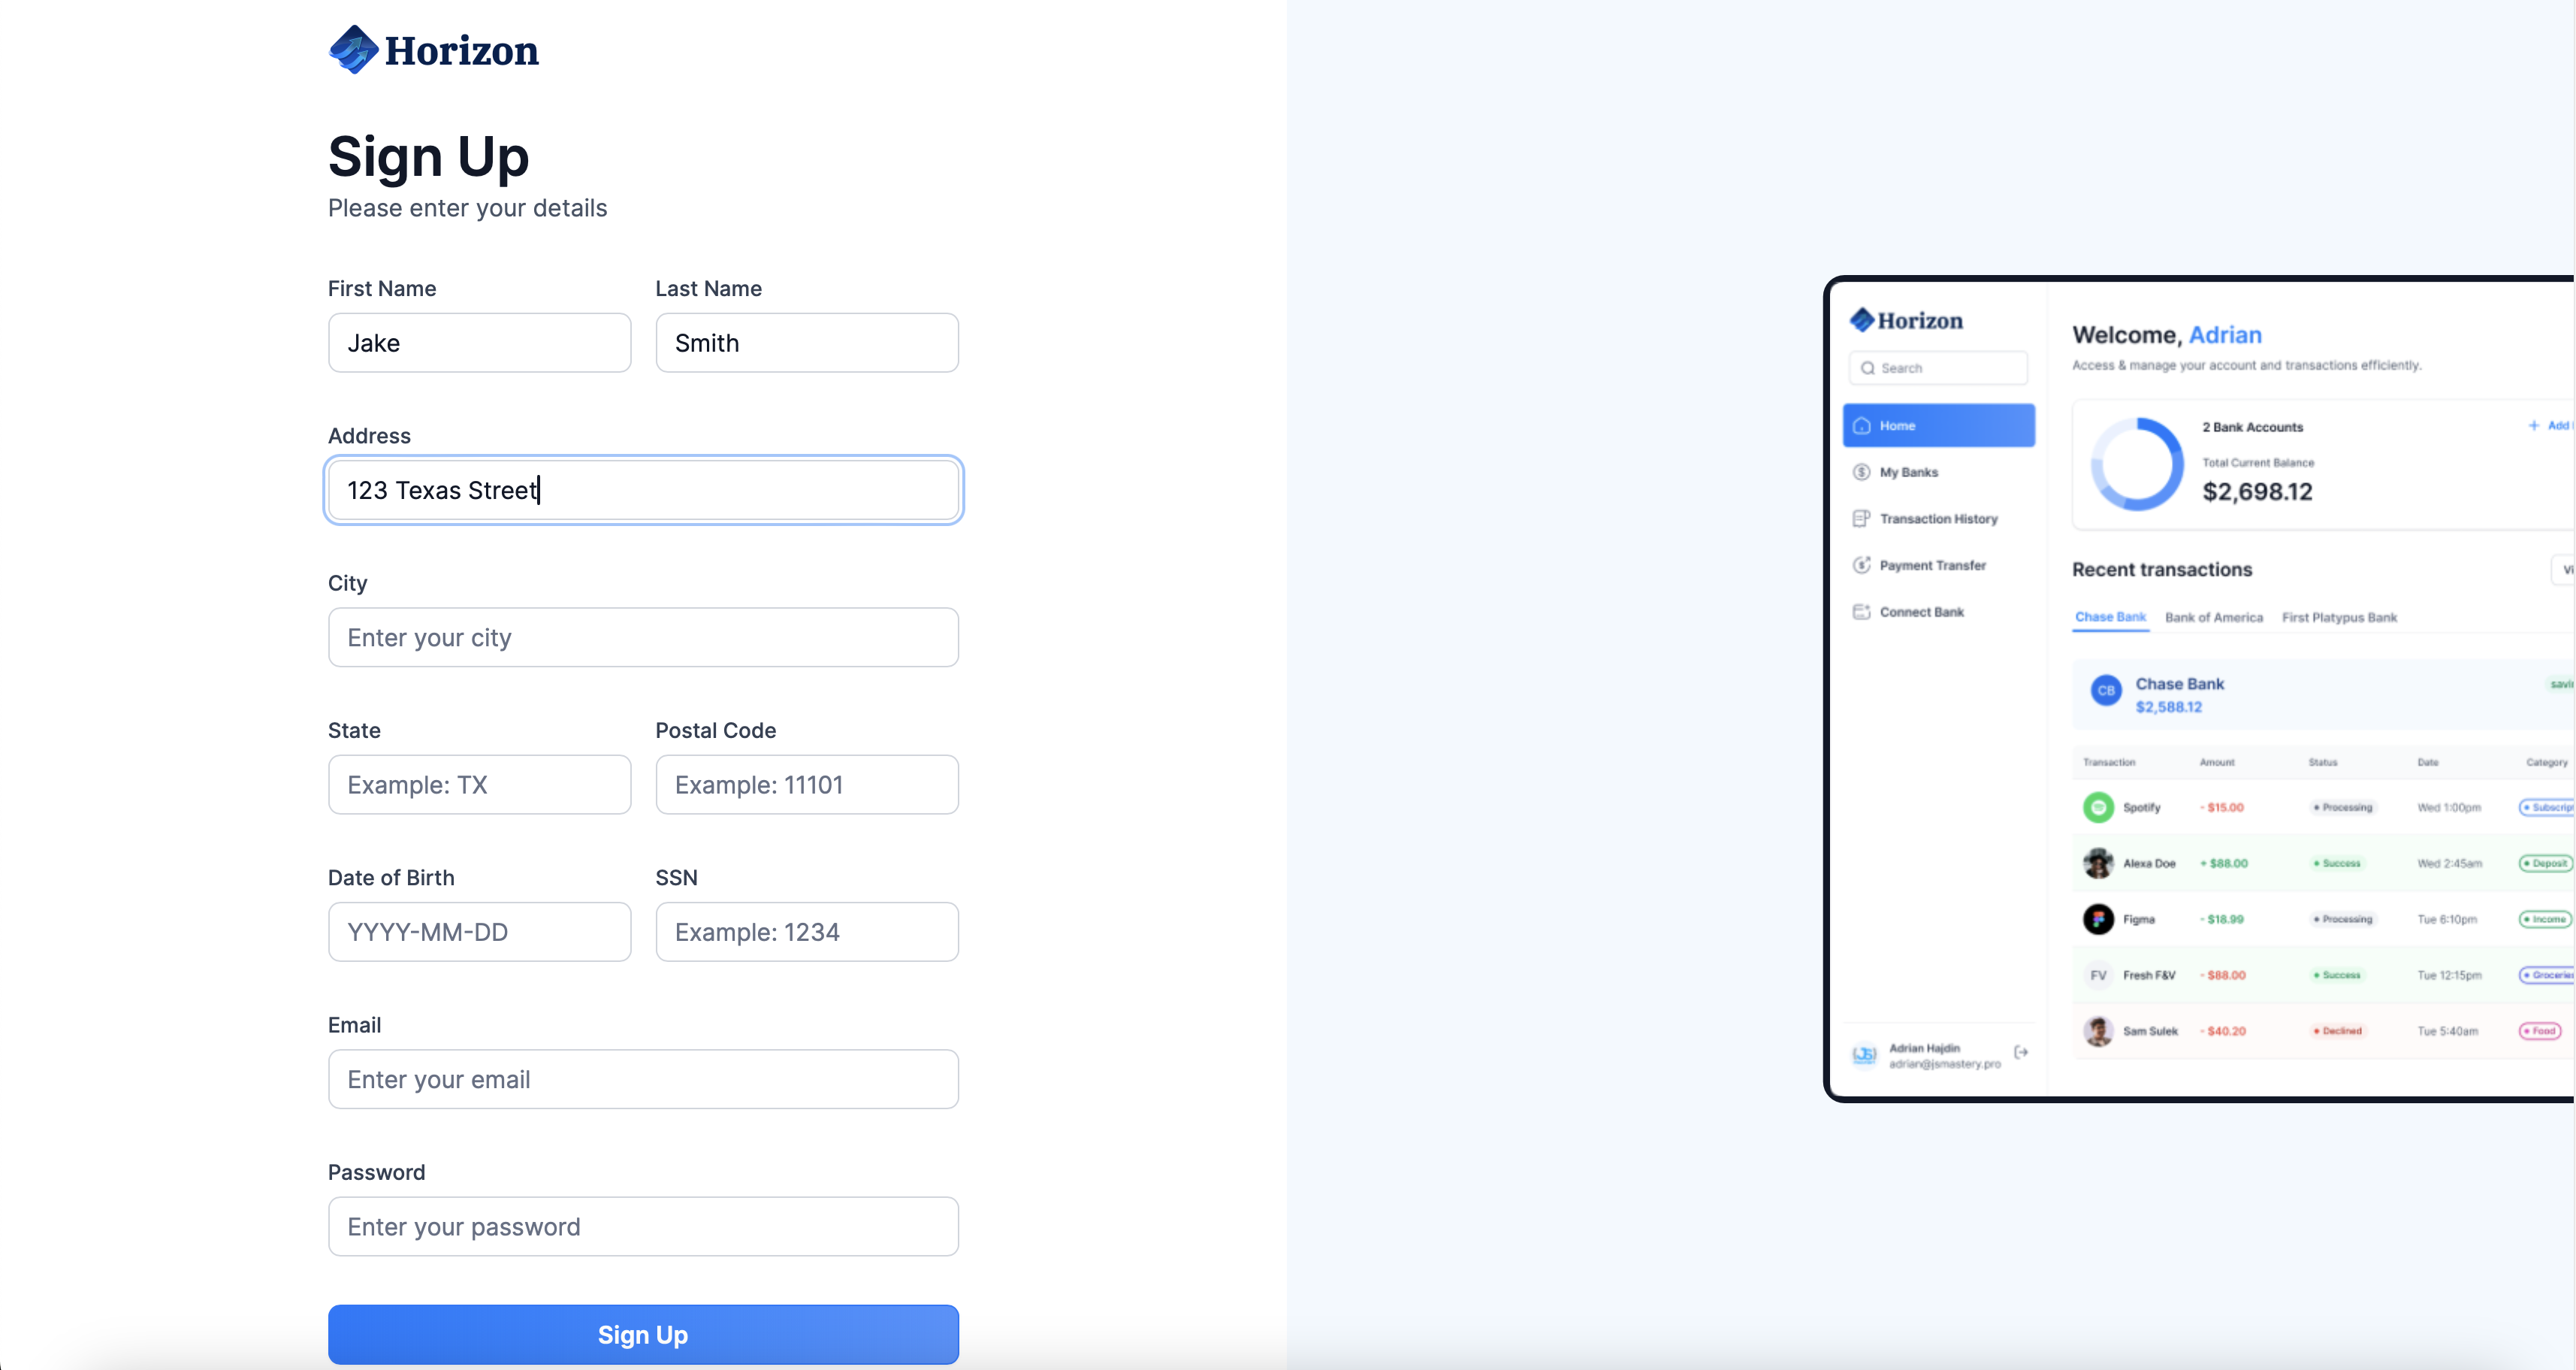 Horizon
Sign Up
Please enter your details
First Name
Last Name
Jake
Smith
Address
123 Texas Street
City
Enter your city
State
Postal Code
Example: TX
Example: 11101
Date of Birth
SSN
YYYY-MM-DD
Example: 1234
Email
Enter your email
Password
Enter your password
Sign Up
Horizon
Search
Home
My Banks
Transaction History
Payment Transfer
Connect Bank
Adrian Hajdin
adrian@jsmastery.pro
Welcome, Adrian
Access & manage your account and transactions efficiently.
2 Bank Accounts
+ Add
Total Current Balance
$2,698.12
Recent transactions
Vi
Chase Bank Bank of America First Platypus Bank
CB
Chase Bank
savi
$2,588.12
Transaction Amount Status Date Category
Spotify - $15.00 Processing Wed 1:00pm Subscrip
Alexa Doe + $88.00 Success Wed 2:45am Deposit
Figma - $18.99 Processing Tue 6:10pm Income
FV Fresh F&V - $88.00 Success Tue 12:15pm Grocerie
Sam Sulek - $40.20 Declined Tue 5:40am Food